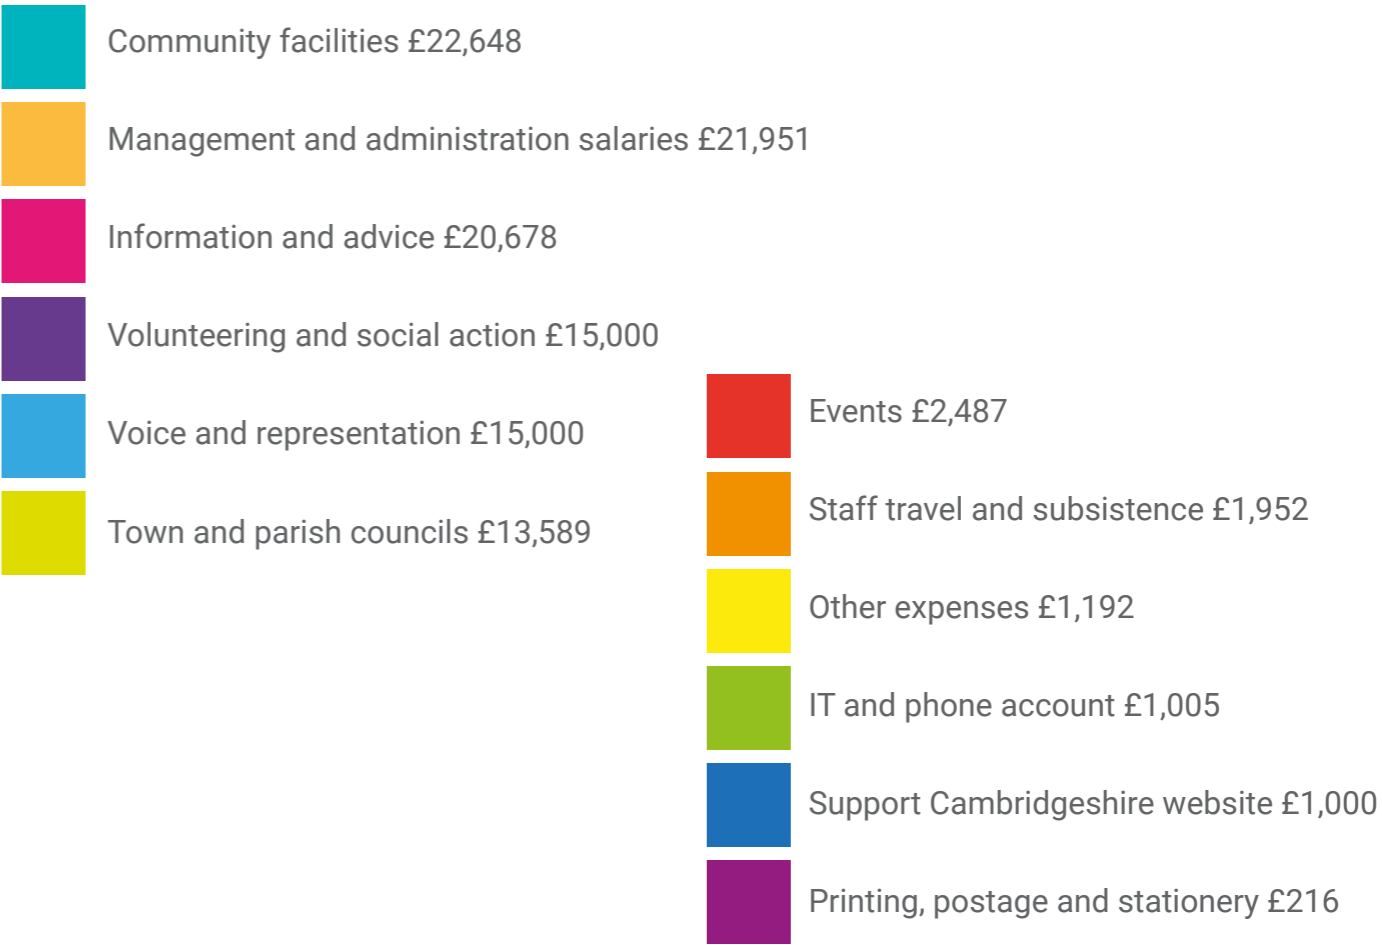 Community facilities £22,648
Management and administration salaries £21,951
Information and advice £20,678
Volunteering and social action £15,000
Voice and representation £15,000
Town and parish councils £13,589
Events £2,487
Staff travel and subsistence £1,952
Other expenses £1,192
IT and phone account £1,005
Support Cambridgeshire website £1,000
Printing, postage and stationery £216